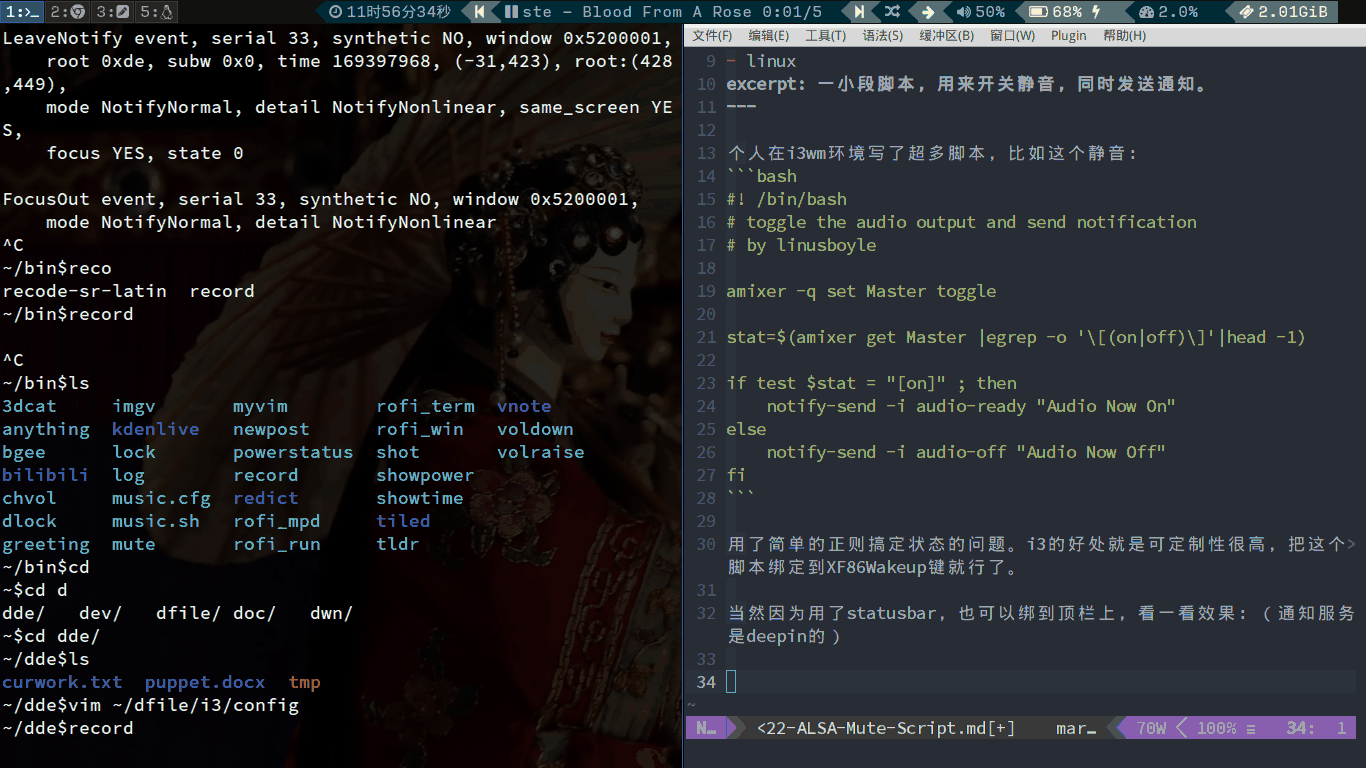 1:>_ 2: 3: 5:
11时56分34秒
ste - Blood From A Rose 0:01/5
50%
68%
2.0%
2.01GiB
LeaveNotify event, serial 33, synthetic NO, window 0x5200001,
root 0xde, subw 0x0, time 169397968, (-31,423), root:(428
,449),
mode NotifyNormal, detail NotifyNonlinear, same_screen YE
S,
focus YES, state 0
FocusOut event, serial 33, synthetic NO, window 0x5200001,
mode NotifyNormal, detail NotifyNonlinear
^C
~/bin$reco
recode-sr-latin  record
~/bin$record
^C
~/bin$ls
3dcat imgv myvim rofi_term vnote
anything kdenlive newpost rofi_win voldown
bgee lock powerstatus shot volraise
bilibili log record showpower
chvol music.cfg redict showtime
dlock music.sh rofi_mpd tiled
greeting mute rofi_run tldr
~/bin$cd
~$cd d
dde/ dev/ dfile/ doc/ dwn/
~$cd dde/
~/dde$ls
curwork.txt puppet.docx tmp
~/dde$vim ~/dfile/i3/config
~/dde$record
文件(F) 编辑(E) 工具(T) 语法(S) 缓冲区(B) 窗口(W) Plugin 帮助(H)
9 - linux
10 excerpt: 一小段脚本，用来开关静音，同时发送通知。
11 ---
12
13 个人在i3wm环境写了超多脚本，比如这个静音：
14 ```bash
15 #! /bin/bash
16 # toggle the audio output and send notification
17 # by linusboyle
18
19 amixer -q set Master toggle
20
21 stat=$(amixer get Master |egrep -o '\[(on|off)\]'|head -1)
22
23 if test $stat = "[on]" ; then
24     notify-send -i audio-ready "Audio Now On"
25 else
26     notify-send -i audio-off "Audio Now Off"
27 fi
28 ```
29
30 用了简单的正则搞定状态的问题。i3的好处就是可定制性很高，把这个>
脚本绑定到XF86Wakeup键就行了。
31
32 当然因为用了statusbar，也可以绑到顶栏上，看一看效果：（通知服务
是deepin的）
33
34
~
N… <22-ALSA-Mute-Script.md[+] mar… 70W 100% ≡ 34: 1